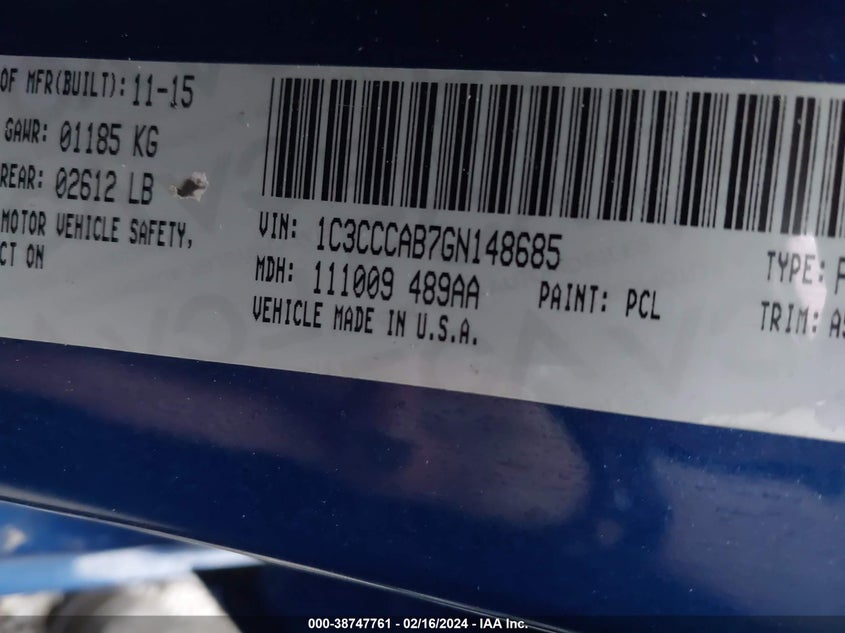 OF MFR(BUILT): 11-15
GAWR: 01185 KG
REAR: 02612 LB
MOTOR VEHICLE SAFETY,
CT ON
VIN: 1C3CCCAB7GN148685
MDH: 111009 489AA
PAINT: PCL
VEHICLE MADE IN U.S.A.
TYPE:
TRIM: AS
000-38747761 - 02/16/2024 - IAA Inc.